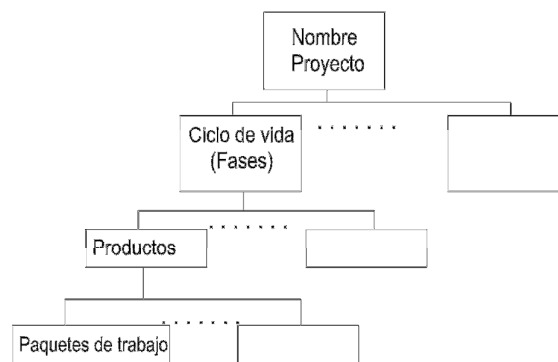 Nombre
Proyecto
Ciclo de vida
(Fases)
Productos
Paquetes de trabajo